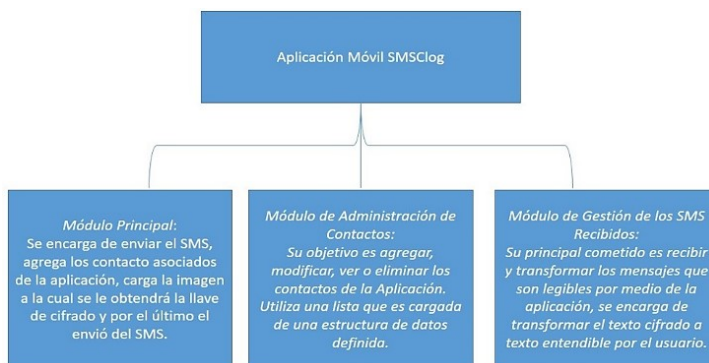 Aplicación Móvil SMSClog
Módulo Principal:
Se encarga de enviar el SMS,
agrega los contacto asociados
de la aplicación, carga la imagen
a la cual se le obtendrá la llave
de cifrado y por el último el
envió del SMS.
Módulo de Administración de
Contactos:
Su objetivo es agregar,
modificar, ver o eliminar los
contactos de la Aplicación.
Utiliza una lista que es cargada
de una estructura de datos
definida.
Módulo de Gestión de los SMS
Recibidos:
Su principal cometido es recibir
y transformar los mensajes que
son legibles por medio de la
aplicación, se encarga de
transformar el texto cifrado a
texto entendible por el usuario.